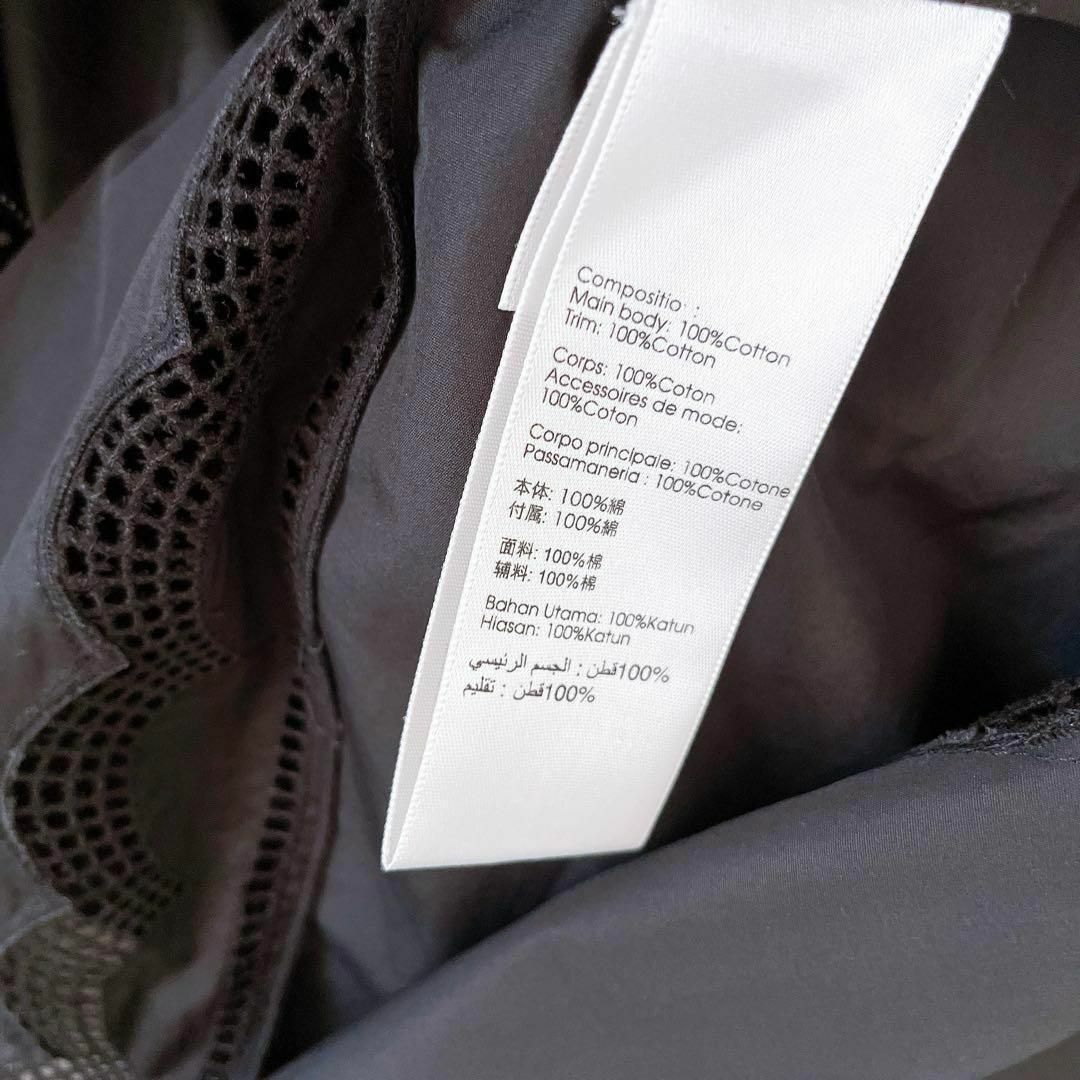 Compositio :
Main body: 100%Cotton
Trim: 100%Cotton
Corps: 100%Coton
Accessoires de mode:
100%Coton
Corpo principale: 100%Cotone
Passamaneria : 100%Cotone
本体: 100%綿
付属: 100%綿
面料: 100%棉
辅料: 100%棉
Bahan Utama: 100%Katun
Hiasan: 100%Katun
100%قطن : الجسم الرئيسي
100%قطن : تقليم